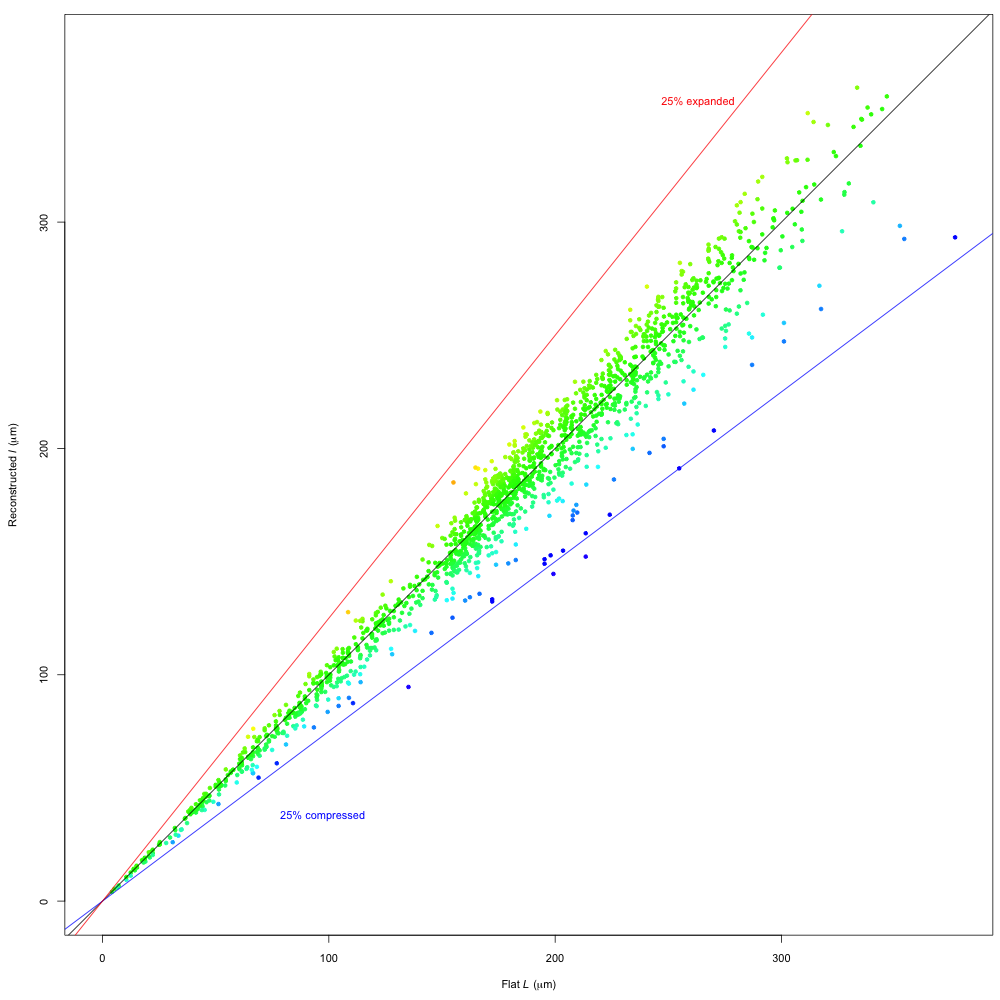 25% expanded
300
200
Reconstructed l (μm)
100
25% compressed
0
0
100
200
300
Flat L (μm)